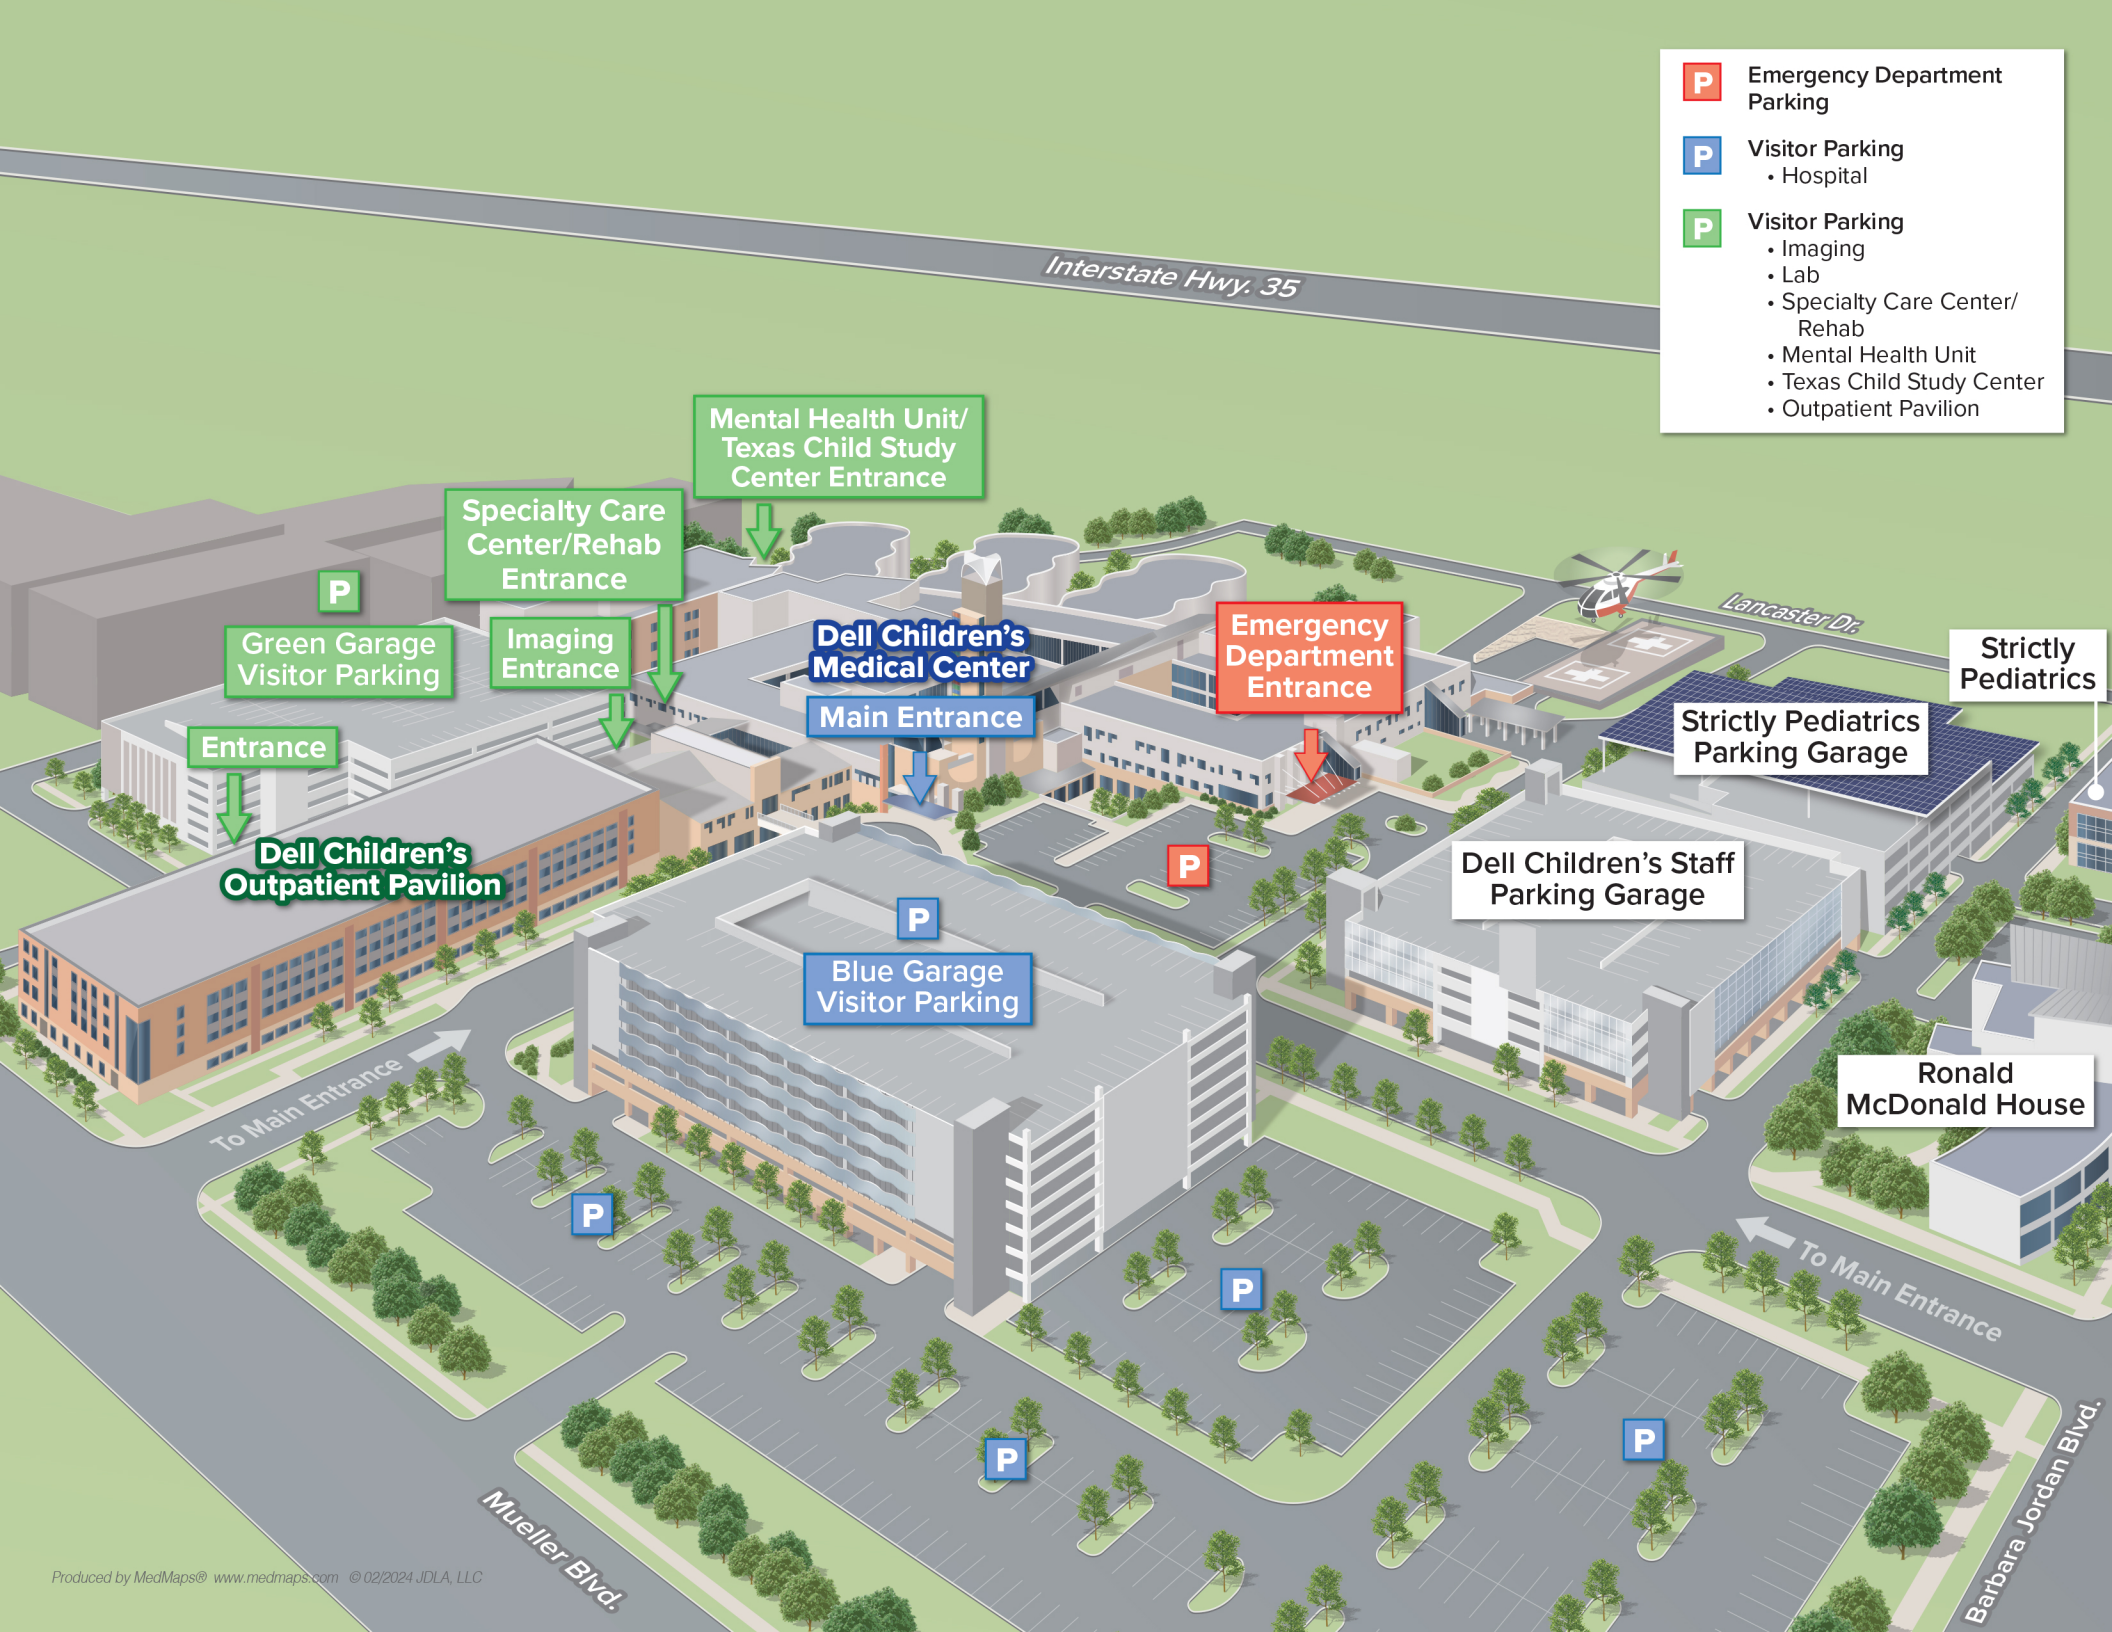 P
Emergency Department
Parking
P
Visitor Parking
• Hospital
P
Visitor Parking
• Imaging
• Lab
• Specialty Care Center/
Rehab
• Mental Health Unit
• Texas Child Study Center
• Outpatient Pavilion
Interstate Hwy. 35
Mental Health Unit/
Texas Child Study
Center Entrance
Specialty Care
Center/Rehab
Entrance
P
Green Garage
Visitor Parking
Imaging
Entrance
Dell Children's
Medical Center
Main Entrance
Emergency
Department
Entrance
Lancaster Dr.
Strictly
Pediatrics
Strictly Pediatrics
Parking Garage
Entrance
Dell Children's
Outpatient Pavilion
P
Dell Children's Staff
Parking Garage
P
Blue Garage
Visitor Parking
To Main Entrance
Ronald
McDonald House
P
P
To Main Entrance
P
P
Mueller Blvd.
Barbara Jordan Blvd.
Produced by MedMaps® www.medmaps.com © 02/2024 JDLA, LLC